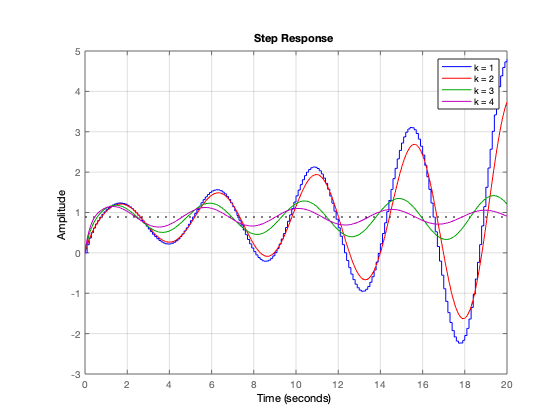 Step Response
5
4
3
2
1
0
-1
-2
-3
Amplitude
k = 1
k = 2
k = 3
k = 4
0 2 4 6 8 10 12 14 16 18 20
Time (seconds)